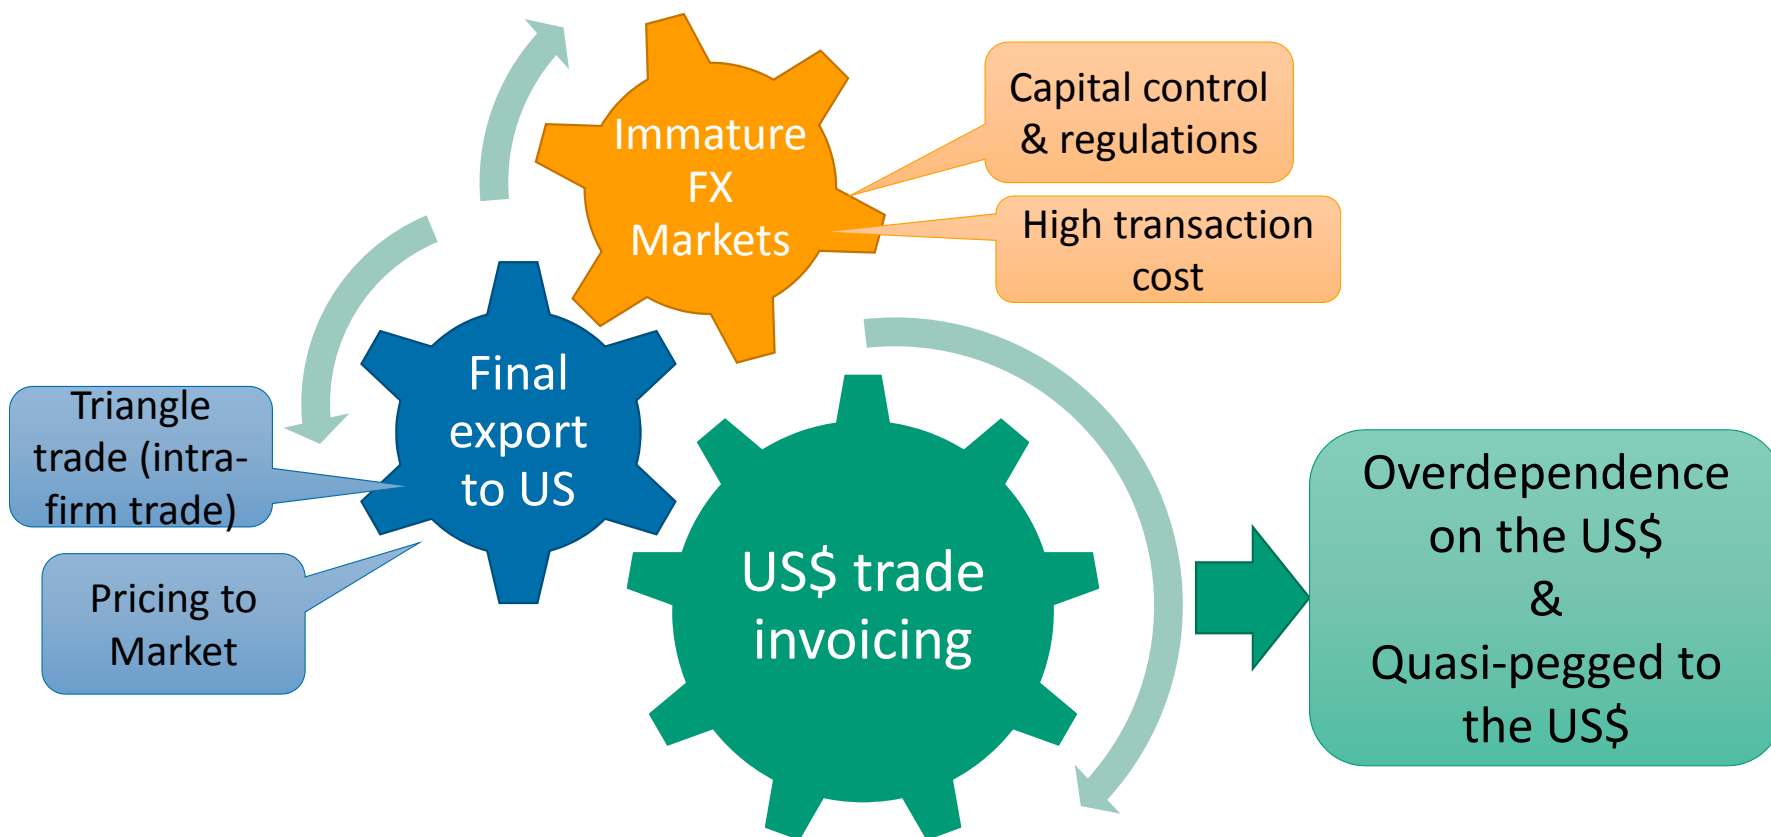 Immature
FX
Markets
Capital control
& regulations
High transaction
cost
Final
export
to US
Triangle
trade (intra-
firm trade)
Pricing to
Market
US$ trade
invoicing
Overdependence
on the US$
&
Quasi-pegged to
the US$